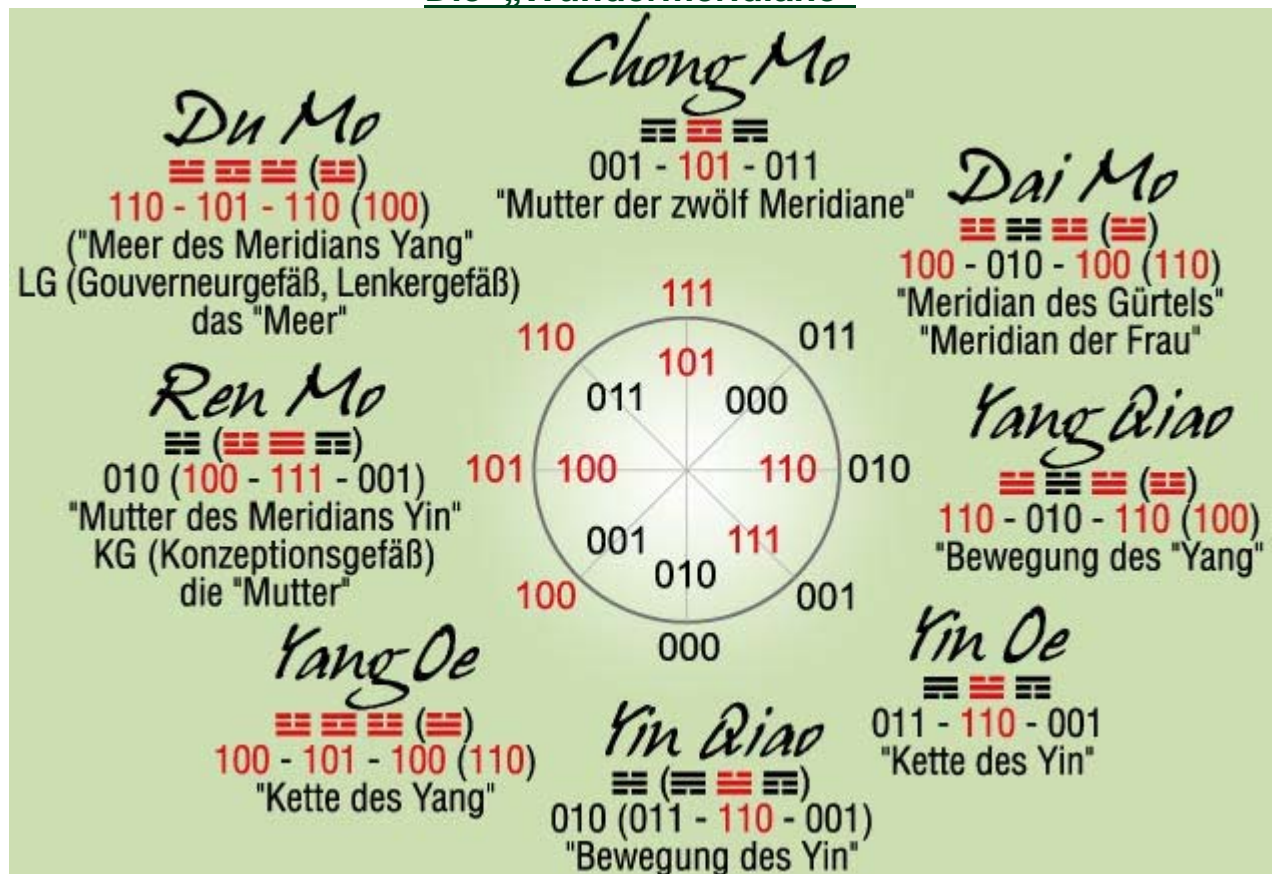 Die „Wundermeridiane“
Chong Mo
001 - 101 - 011
"Mutter der zwölf Meridiane"
Du Mo
110 - 101 - 110 (100)
("Meer des Meridians Yang"
LG (Gouverneurgefäß, Lenkergefäß)
das "Meer"
Dai Mo
100 - 010 - 100 (110)
"Meridian des Gürtels"
"Meridian der Frau"
Ren Mo
010 (100 - 111 - 001)
"Mutter des Meridians Yin"
KG (Konzeptionsgefäß)
die "Mutter"
111
110
011
101
011
000
101
100
110
010
001
111
010
100
001
000
Yang Qiao
110 - 010 - 110 (100)
"Bewegung des "Yang"
Yang Oe
100 - 101 - 100 (110)
"Kette des Yang"
Yin Qiao
010 (011 - 110 - 001)
"Bewegung des Yin"
Yin Oe
011 - 110 - 001
"Kette des Yin"